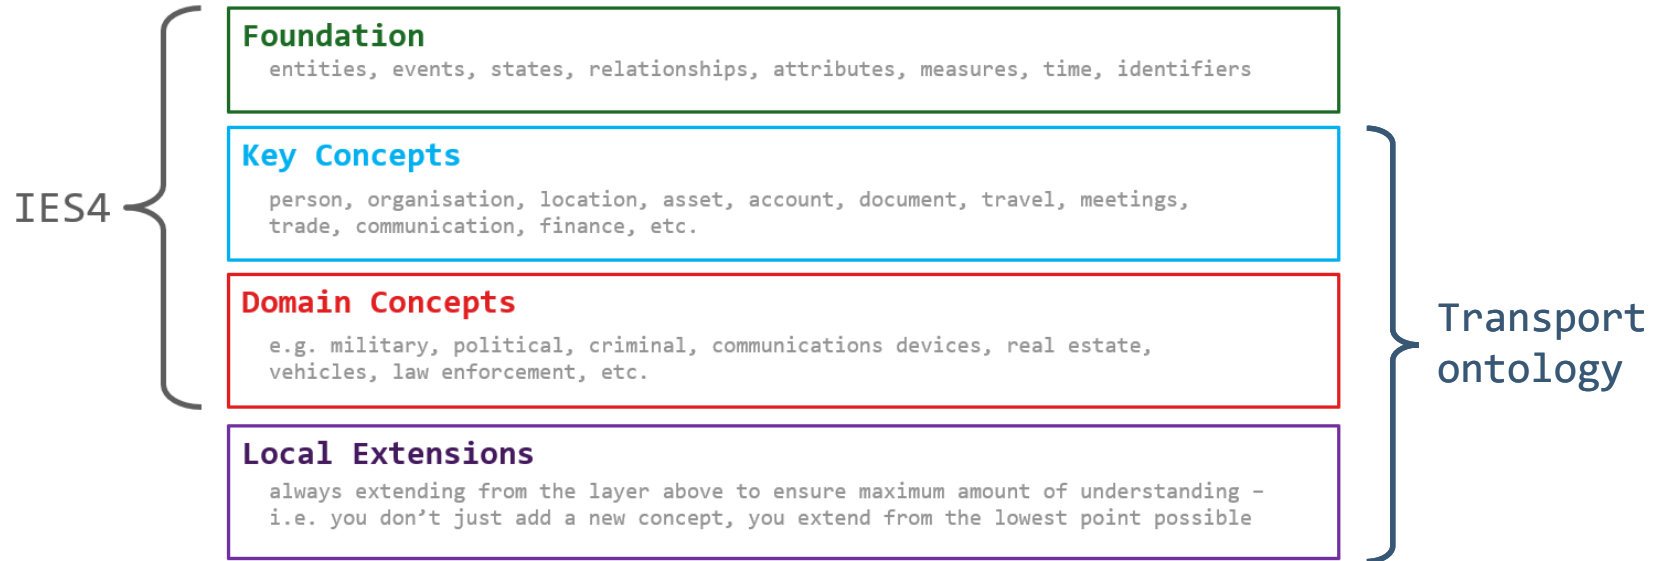 Foundation
entities, events, states, relationships, attributes, measures, time, identifiers
Key Concepts
person, organisation, location, asset, account, document, travel, meetings,
trade, communication, finance, etc.
IES4
Domain Concepts
e.g. military, political, criminal, communications devices, real estate,
vehicles, law enforcement, etc.
Transport
ontology
Local Extensions
always extending from the layer above to ensure maximum amount of understanding –
i.e. you don’t just add a new concept, you extend from the lowest point possible